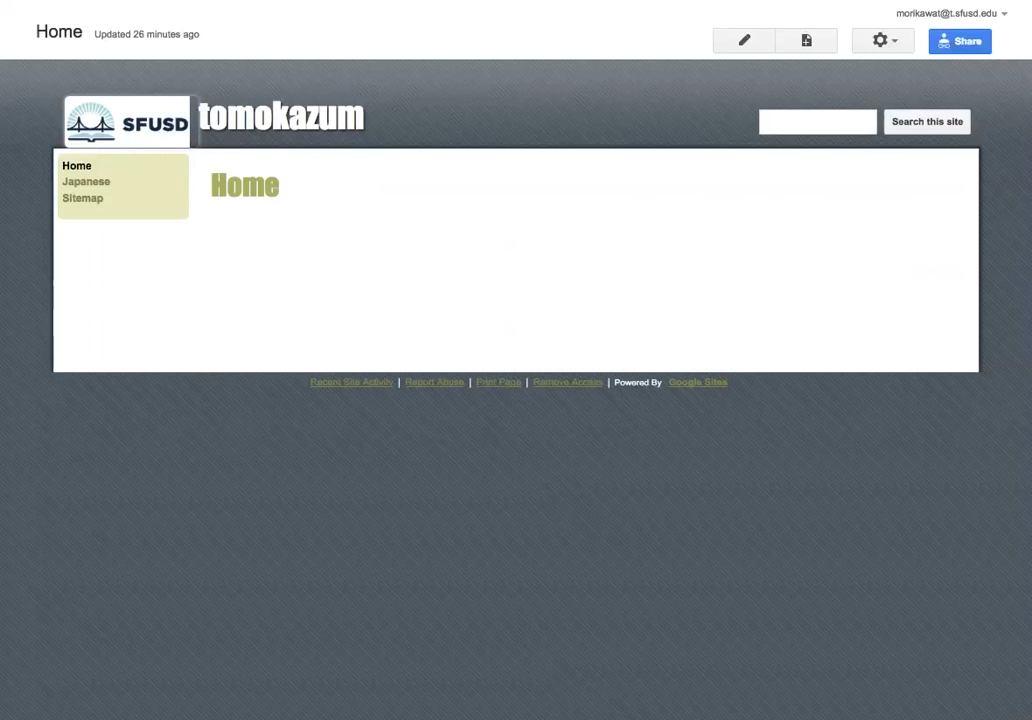 morikawat@t.sfusd.edu
Home Updated 26 minutes ago
Share
SFUSD tomokazum
Search this site
Home
Japanese
Sitemap
Home
Recent Site Activity | Report Abuse | Print Page | Remove Access | Powered By Google Sites